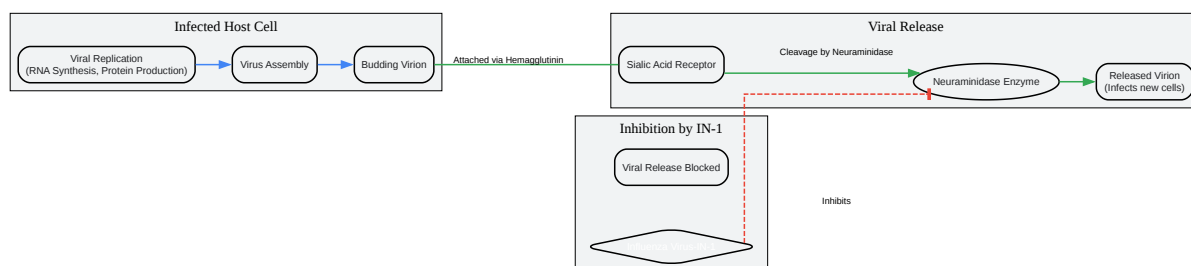 Infected Host Cell
Viral Replication
(RNA Synthesis, Protein Production)
Virus Assembly
Budding Virion
Attached via Hemagglutinin
Viral Release
Sialic Acid Receptor
Cleavage by Neuraminidase
Neuraminidase Enzyme
Released Virion
(Infects new cells)
Inhibition by IN-1
Viral Release Blocked
Inhibits